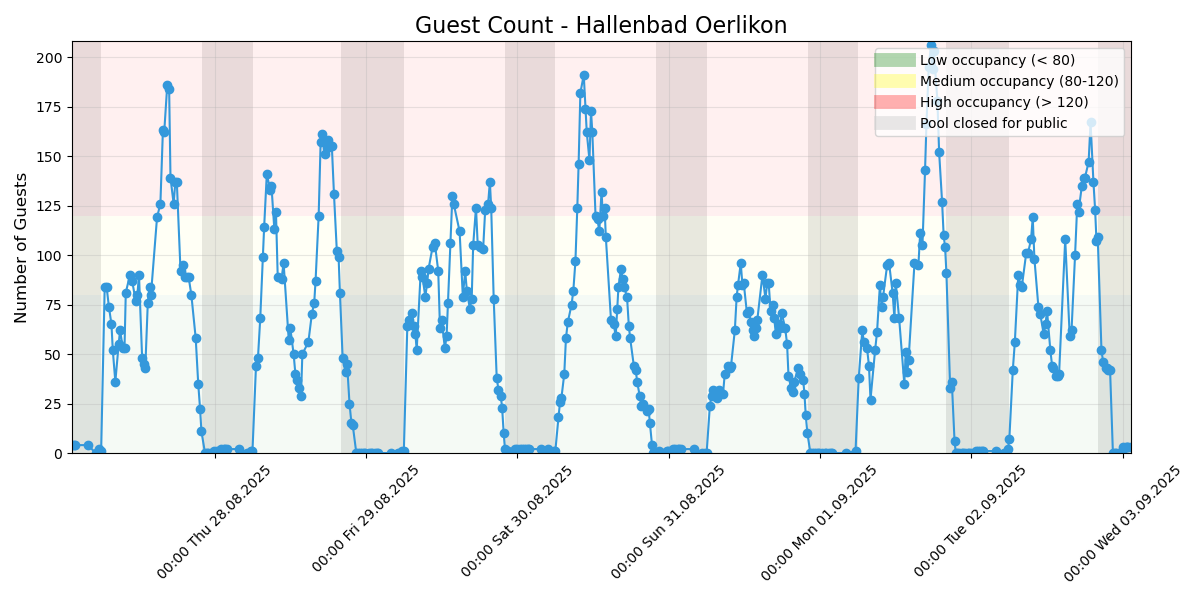 Guest Count - Hallenbad Oerlikon
Number of Guests
200
175
150
125
100
75
50
25
0
Low occupancy (< 80)
Medium occupancy (80-120)
High occupancy (> 120)
Pool closed for public
00:00 Thu 28.08.2025
00:00 Fri 29.08.2025
00:00 Sat 30.08.2025
00:00 Sun 31.08.2025
00:00 Mon 01.09.2025
00:00 Tue 02.09.2025
00:00 Wed 03.09.2025